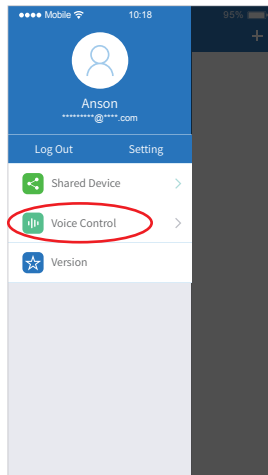 Mobile 10:18 95%
+
Anson
*********@****.com
Log Out Setting
Shared Device
Voice Control
Version